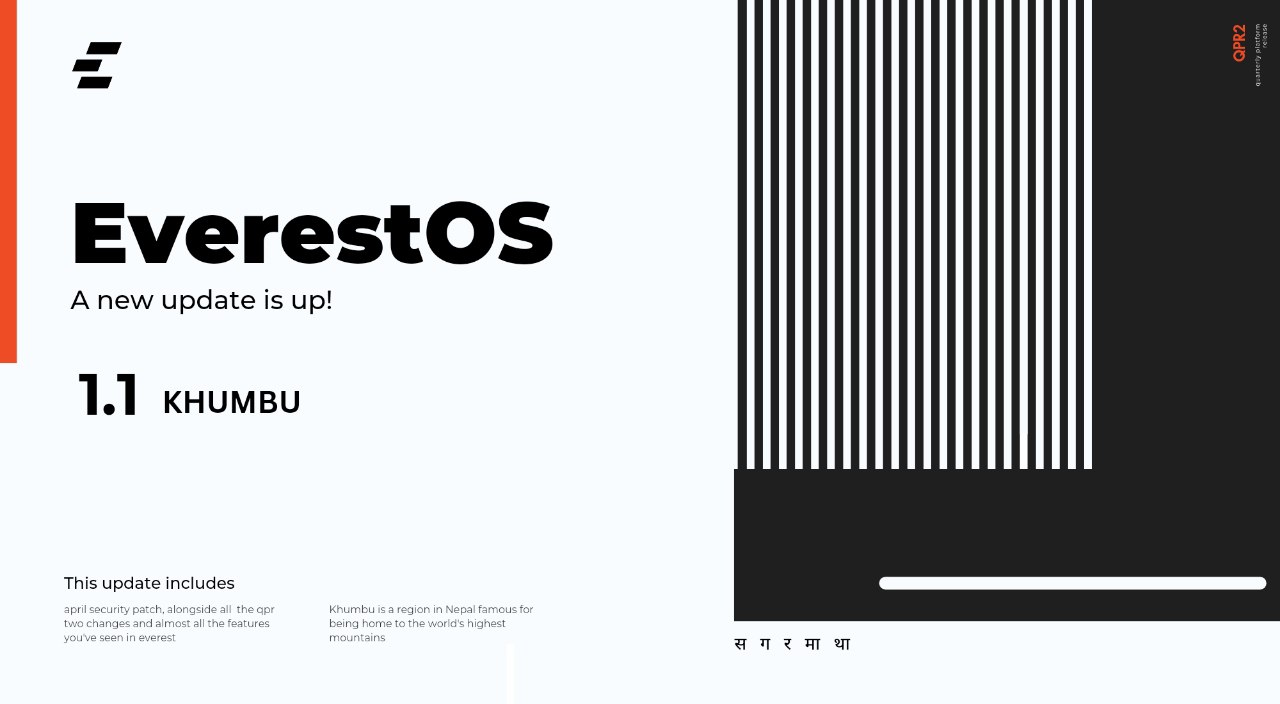 EverestOS
A new update is up!
1.1 KHUMBU
This update includes
april security patch, alongside all the qpr
two changes and almost all the features
you've seen in everest
Khumbu is a region in Nepal famous for
being home to the world's highest
mountains
QPR2
quarterly platform
release
स ग र मा था